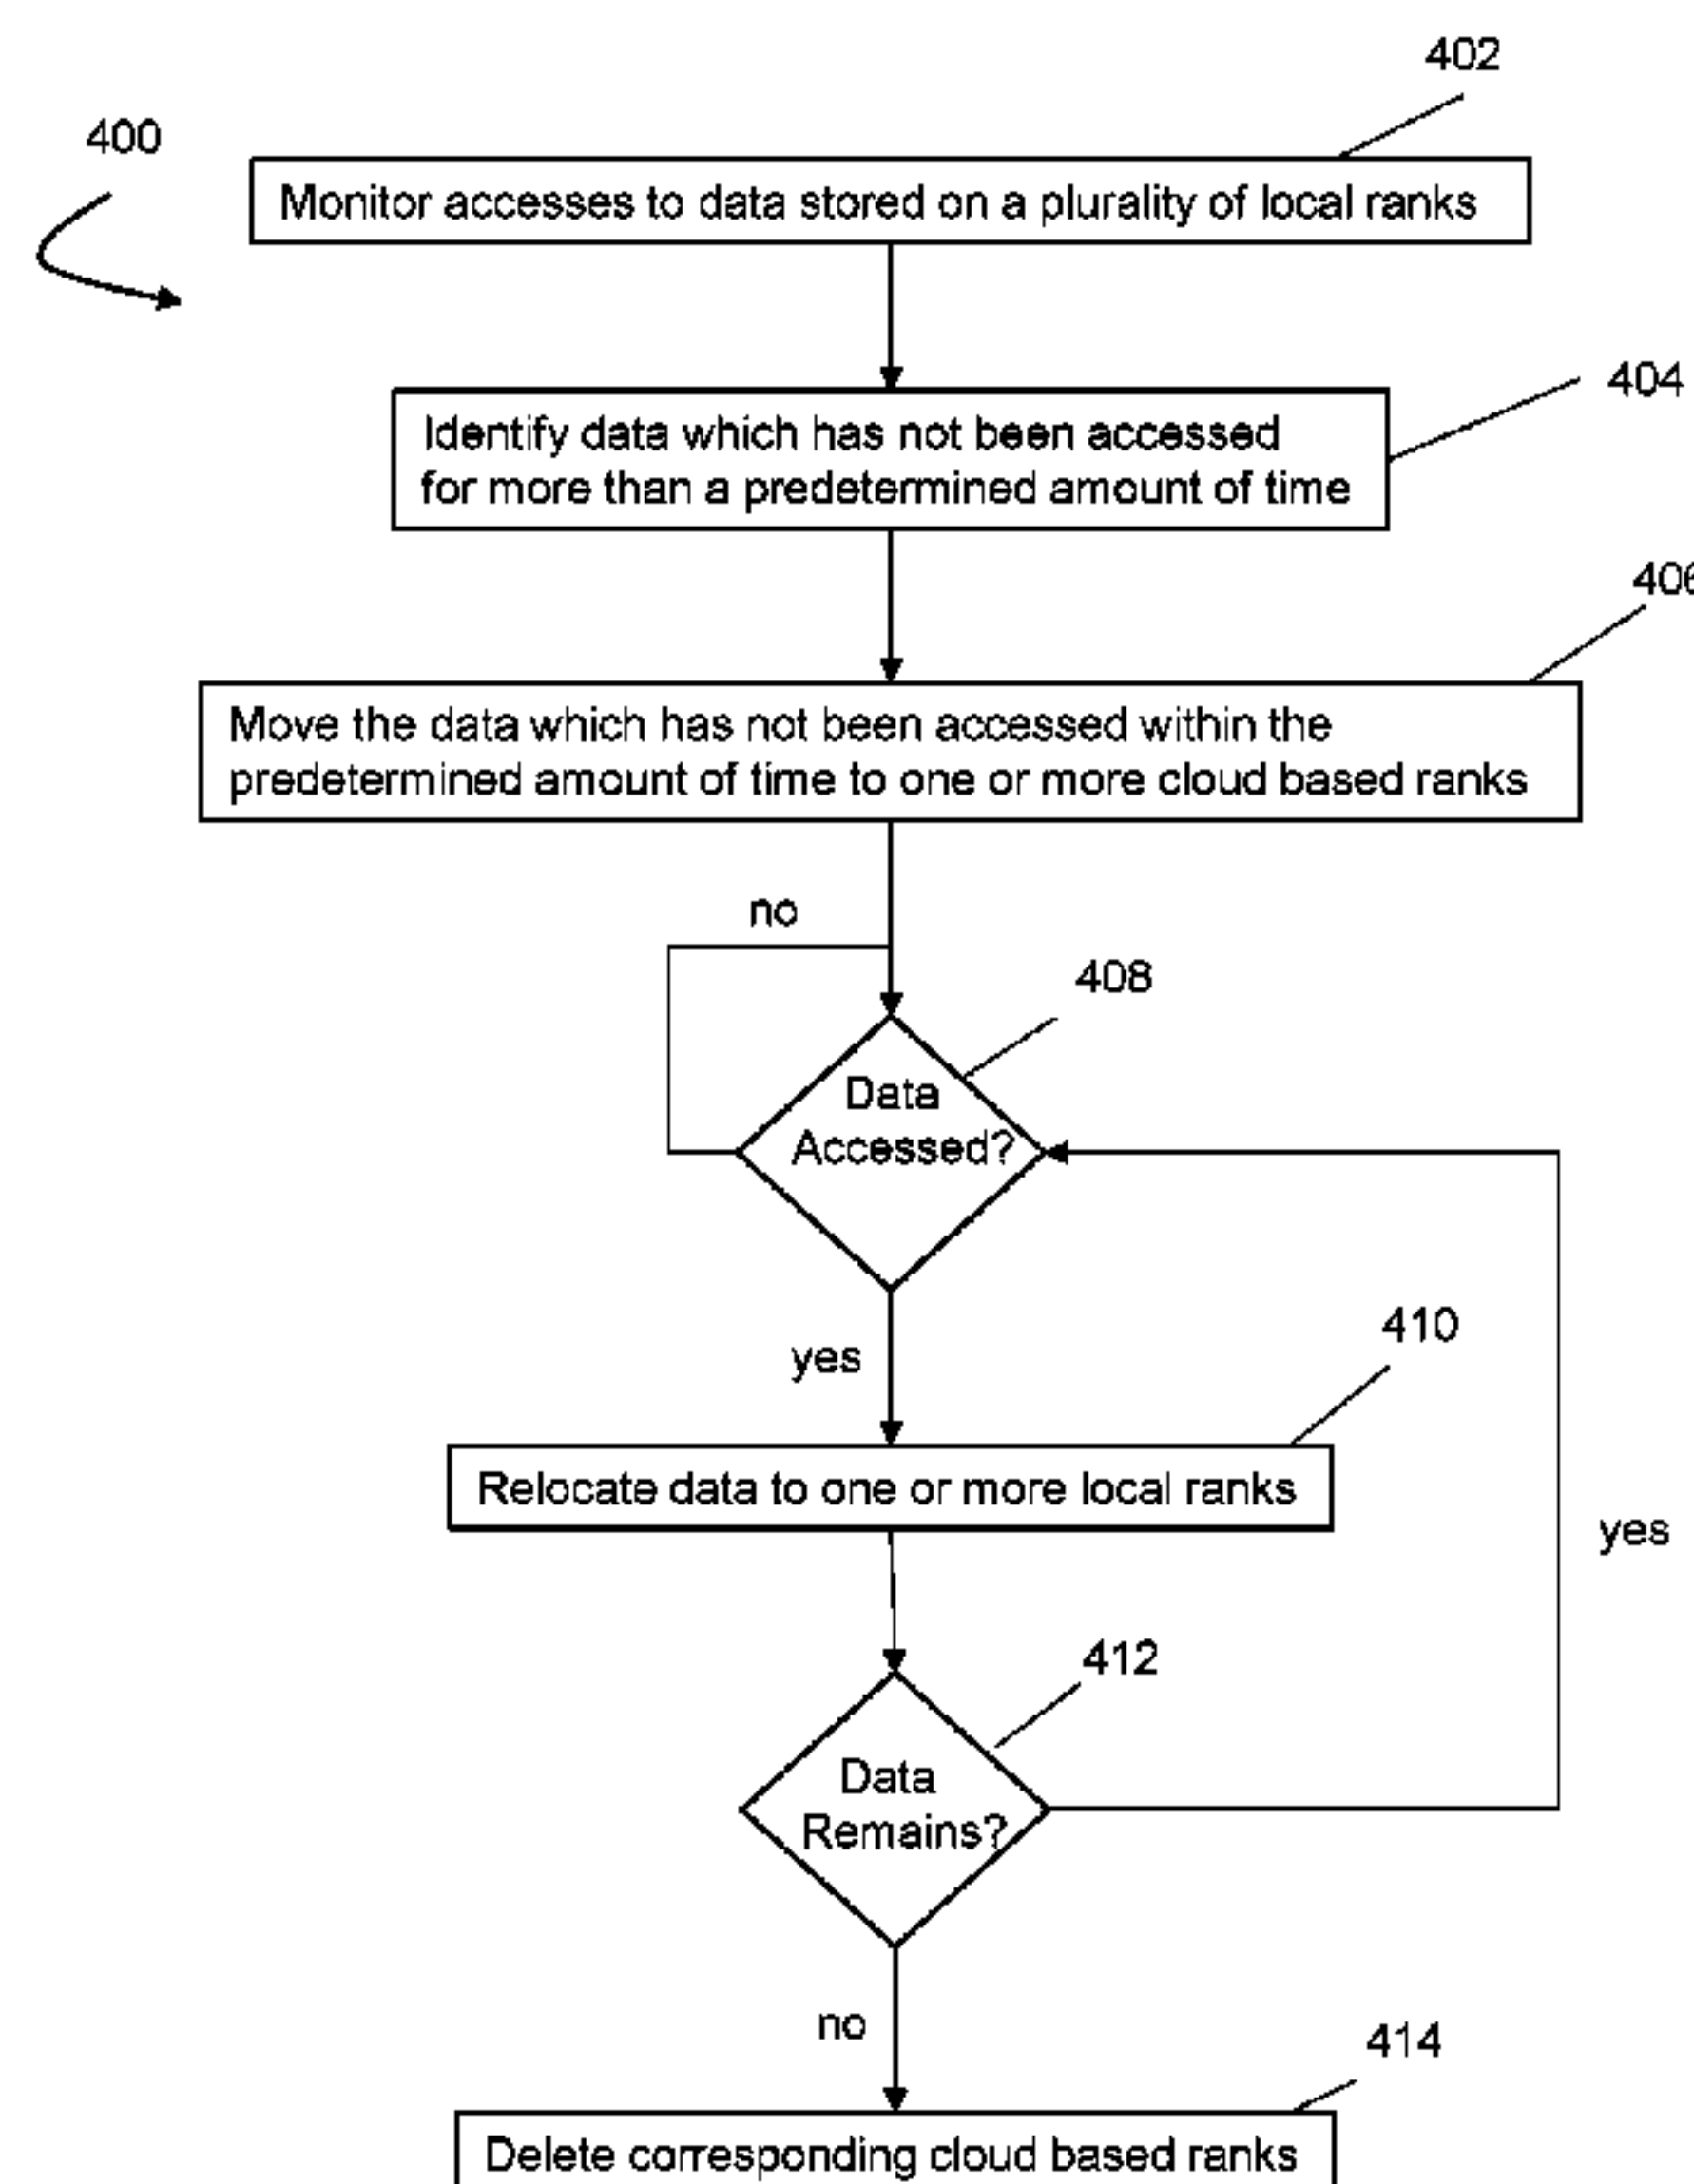 402
400
Monitor accesses to data stored on a plurality of local ranks
404
Identify data which has not been accessed
for more than a predetermined amount of time
406
Move the data which has not been accessed within the
predetermined amount of time to one or more cloud based ranks
no
408
Data
Accessed?
yes
410
Relocate data to one or more local ranks
yes
412
Data
Remains?
no
414
Delete corresponding cloud based ranks